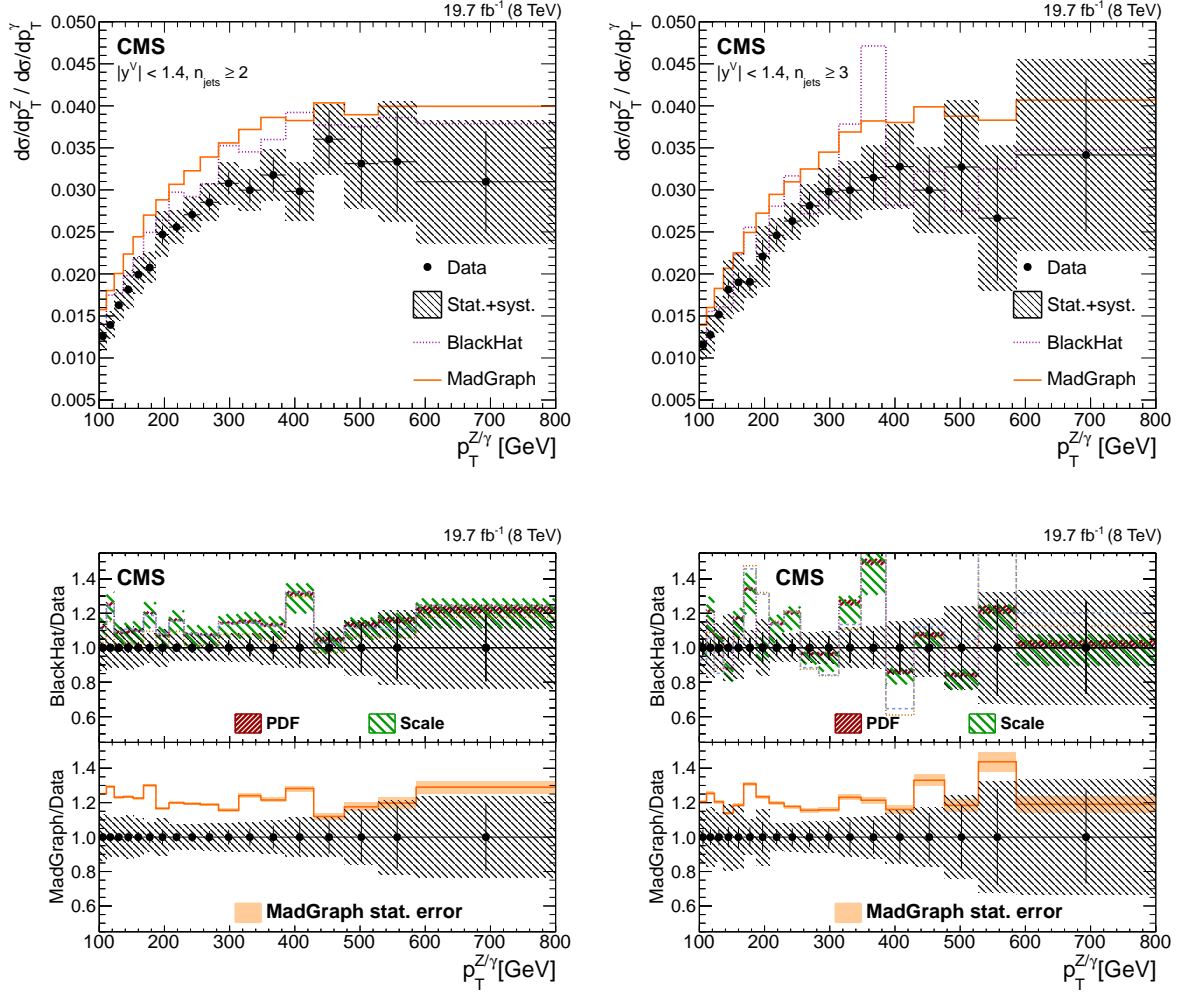 19.7 fb⁻¹ (8 TeV)
CMS
|y^V| < 1.4, n_jets ≥ 2
dσ/dp_T^Z / dσ/dp_T^γ
0.050
0.045
0.040
0.035
0.030
0.025
0.020
0.015
0.010
0.005
Data
Stat.+syst.
BlackHat
MadGraph
100 200 300 400 500 600 700 800
p_T^{Z/γ} [GeV]
19.7 fb⁻¹ (8 TeV)
CMS
|y^V| < 1.4, n_jets ≥ 3
dσ/dp_T^Z / dσ/dp_T^γ
0.050
0.045
0.040
0.035
0.030
0.025
0.020
0.015
0.010
0.005
Data
Stat.+syst.
BlackHat
MadGraph
100 200 300 400 500 600 700 800
p_T^{Z/γ} [GeV]
19.7 fb⁻¹ (8 TeV)
CMS
BlackHat/Data
1.4
1.2
1.0
0.8
0.6
PDF
Scale
MadGraph/Data
1.4
1.2
1.0
0.8
0.6
MadGraph stat. error
100 200 300 400 500 600 700 800
p_T^{Z/γ} [GeV]
19.7 fb⁻¹ (8 TeV)
CMS
BlackHat/Data
1.4
1.2
1.0
0.8
0.6
PDF
Scale
MadGraph/Data
1.4
1.2
1.0
0.8
0.6
MadGraph stat. error
100 200 300 400 500 600 700 800
p_T^{Z/γ} [GeV]